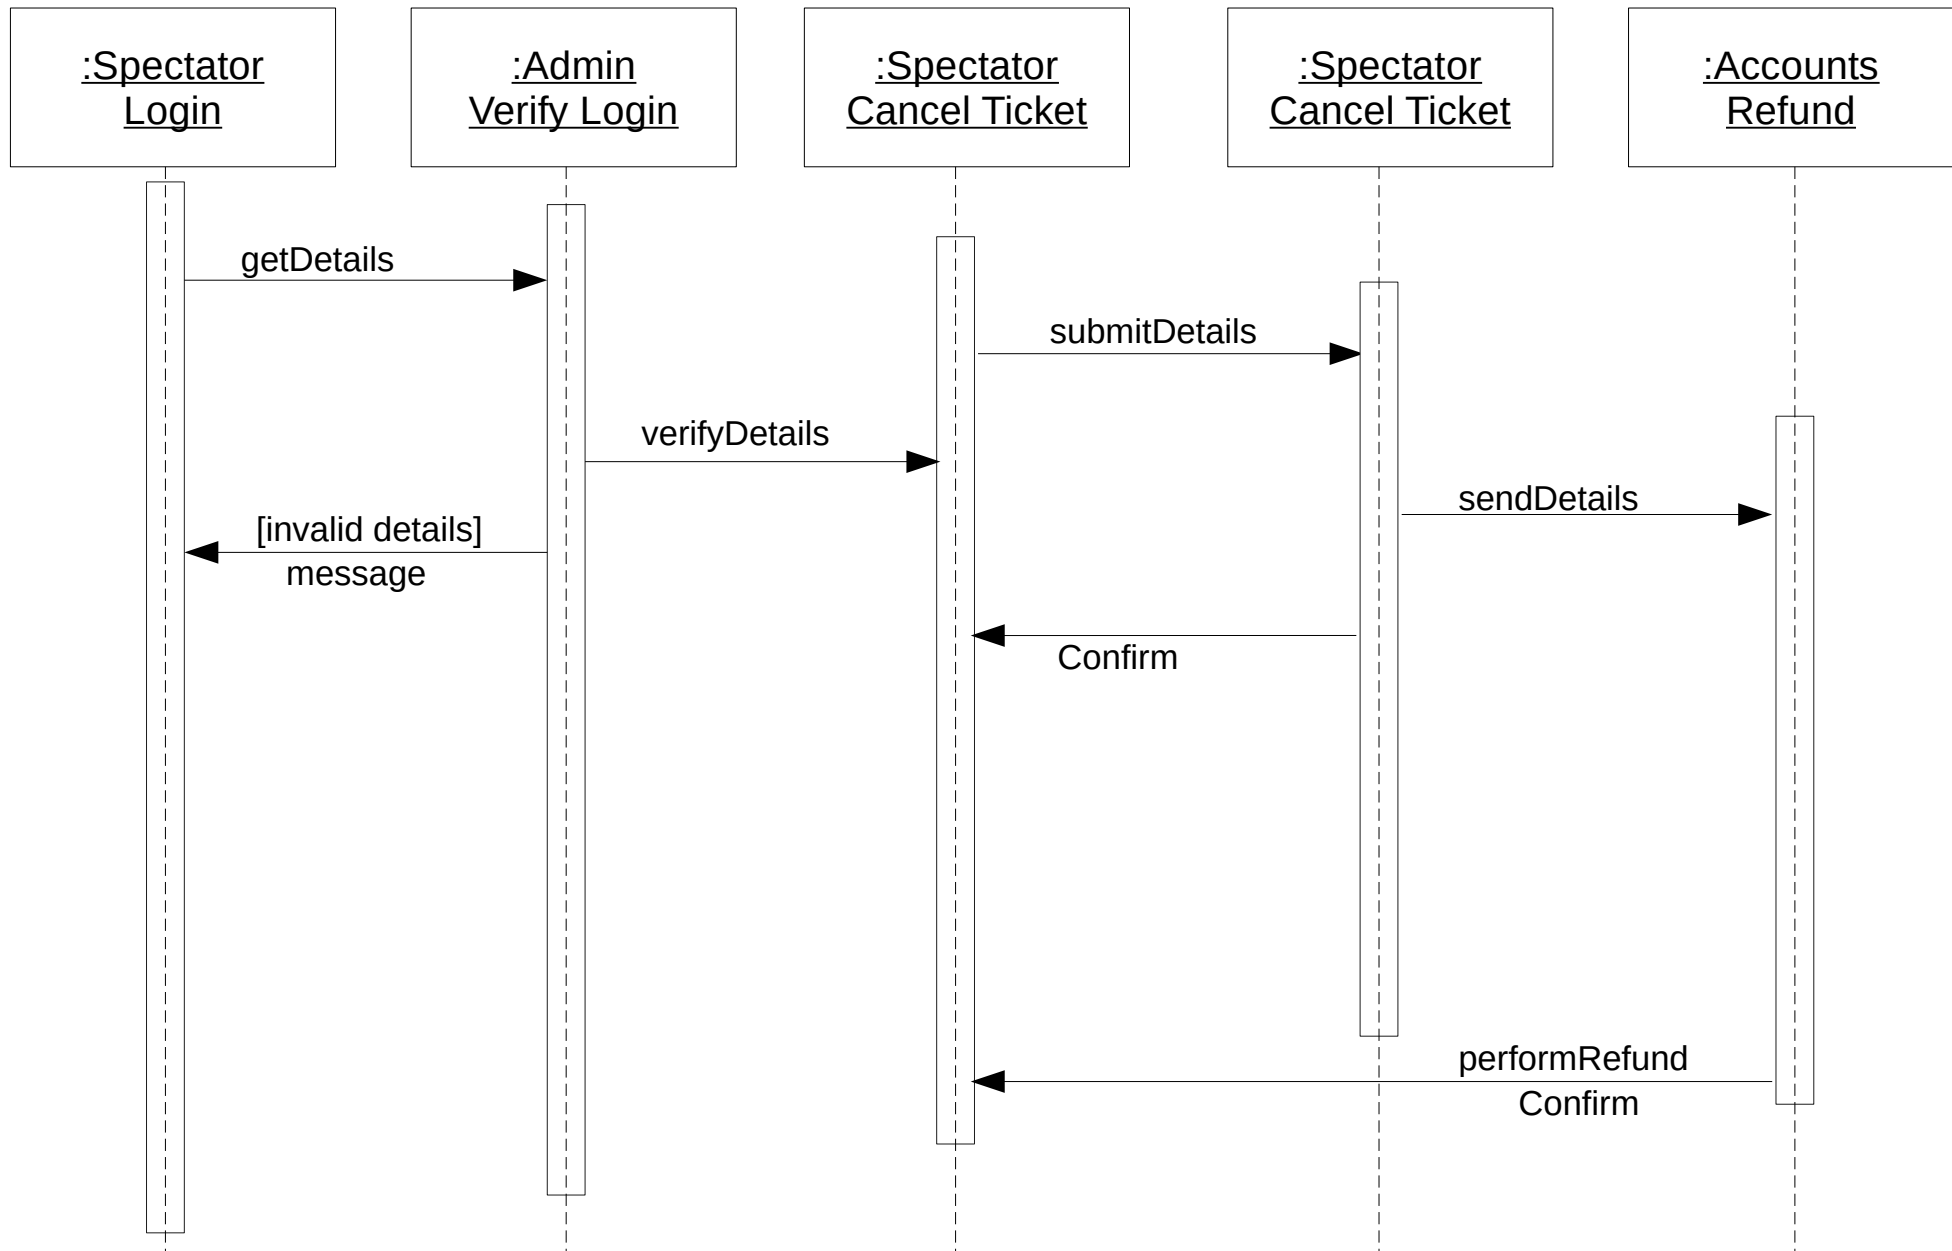 :Spectator
Login
:Admin
Verify Login
:Spectator
Cancel Ticket
:Spectator
Cancel Ticket
:Accounts
Refund
getDetails
submitDetails
verifyDetails
sendDetails
[invalid details]
message
Confirm
performRefund
Confirm